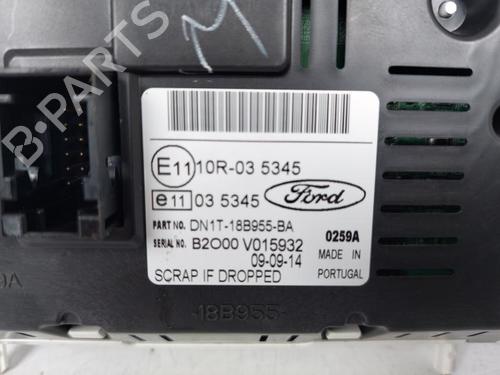 E11 10R-03 5345
e11 03 5345
Ford
PART NO. DN1T-18B955-BA
SERIAL NO. B2O00 V015932 0259A
09-09-14 MADE IN
SCRAP IF DROPPED PORTUGAL
18B955
B-PARTS